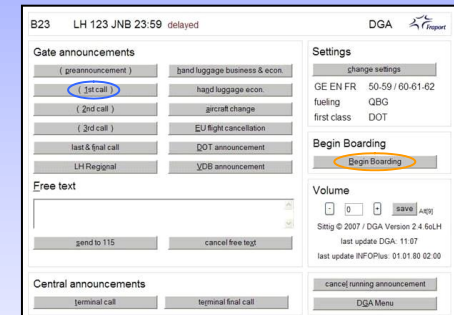 B23 LH 123 JNB 23:59 delayed DGA Fraport
Gate announcements
( preannouncement ) hand luggage business & econ.
( 1st call ) hand luggage econ.
( 2nd call ) aircraft change
( 3rd call ) EU flight cancellation
last & final call DOT announcement
LH Regional VDB announcement
Free text
send to 115 cancel free text
Central announcements
terminal call terminal final call
Settings
change settings
GE EN FR 50-59 / 60-61-62
fueling QBG
first class DOT
Begin Boarding
Begin Boarding
Volume
- 0 + save Alt[9]
Sittig © 2007 / DGA Version 2.4.6oLH
last update DGA: 11:07
last update INFOPlus: 01.01.80 02:00
cancel running announcement
DGA Menu